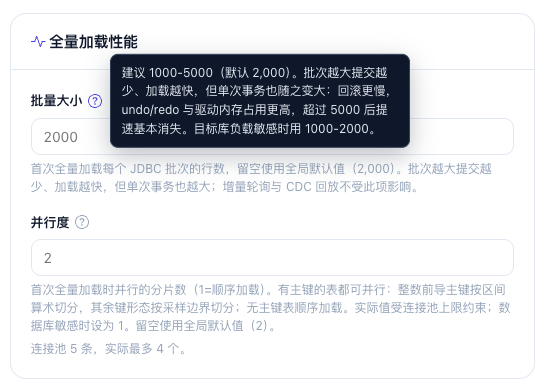 全量加载性能
建议 1000-5000（默认 2,000）。批次越大提交越
少、加载越快，但单次事务也随之变大：回滚更慢，
undo/redo 与驱动内存占用更高，超过 5000 后提
速基本消失。目标库负载敏感时用 1000-2000。
批量大小 ?
2000
首次全量加载每个 JDBC 批次的行数，留空使用全局默认值（2,000）。批次越大提交越
少、加载越快，但单次事务也越大；增量轮询与 CDC 回放不受此项影响。
并行度 ?
2
首次全量加载时并行的分片数（1=顺序加载）。有主键的表都可并行：整数前导主键按区间
算术切分，其余键形态按采样边界切分；无主键表顺序加载。实际值受连接池上限约束；数
据库敏感时设为 1。留空使用全局默认值（2）。
连接池 5 条，实际最多 4 个。